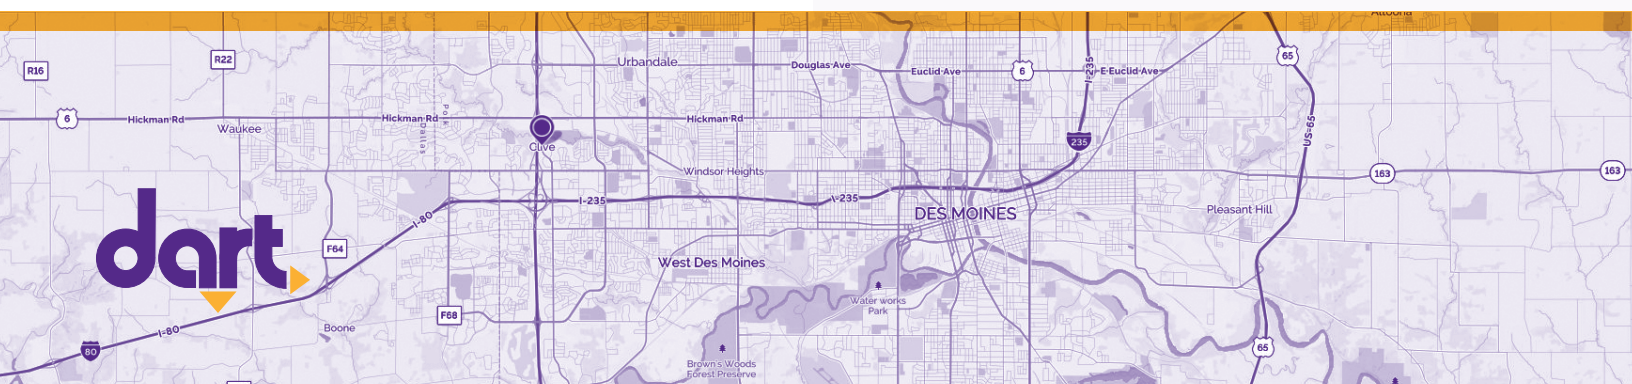 Altoona
65
R22
Urbandale
Douglas Ave
Euclid Ave
6
I-235
E Euclid Ave
R16
6
Hickman Rd
Hickman Rd
Hickman Rd
Polk
Dallas
Waukee
US-65
235
Clive
Windsor Heights
163
163
I-235
I-235
I-80
DES MOINES
Pleasant Hill
dart
F64
West Des Moines
Water works
Park
F68
Boone
I-80
80
65
Brown's Woods
Forest Preserve